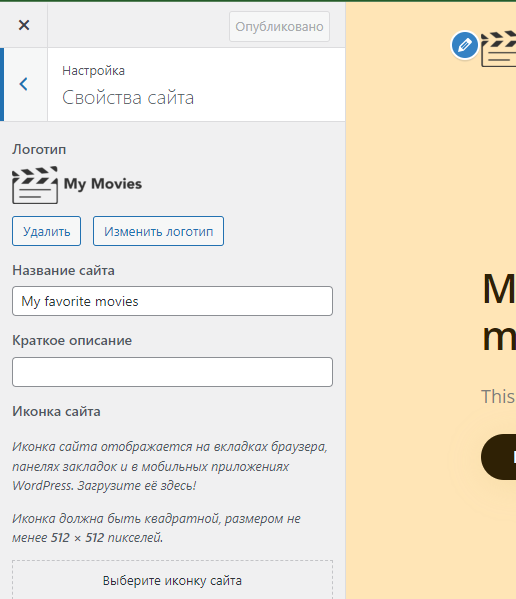 Опубликовано
Настройка
Свойства сайта
Логотип
My Movies
Удалить
Изменить логотип
Название сайта
My favorite movies
Краткое описание
Иконка сайта
Иконка сайта отображается на вкладках браузера,
панелях закладок и в мобильных приложениях
WordPress. Загрузите её здесь!
Иконка должна быть квадратной, размером не
менее 512 × 512 пикселей.
Выберите иконку сайта
M
m
This